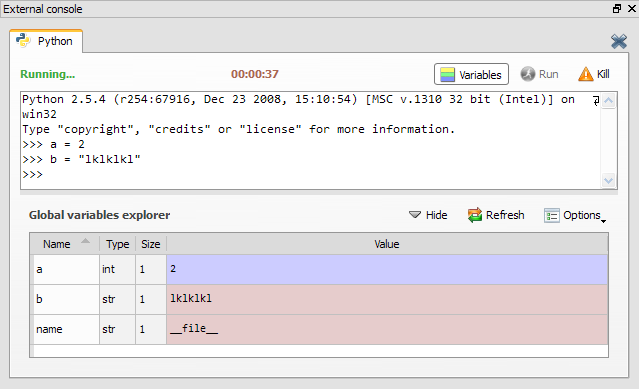 External console
Python
Running... 00:00:37 Variables Run Kill
Python 2.5.4 (r254:67916, Dec 23 2008, 15:10:54) [MSC v.1310 32 bit (Intel)] on
win32
Type "copyright", "credits" or "license" for more information.
>>> a = 2
>>> b = "lklklkl"
>>>
Global variables explorer Hide Refresh Options
Name Type Size Value
a int 1 2
b str 1 lklklkl
name str 1 __file__